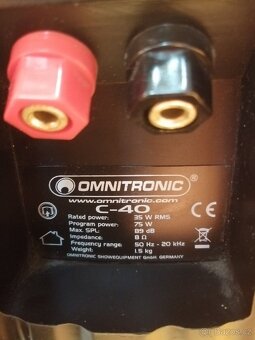 OMNITRONIC®
www.omnitronic.com
C-40
Rated power: 35 W RMS
Program power: 75 W
Max. SPL: 89 dB
Impedance: 8 Ω
Frequency range: 50 Hz - 20 kHz
Weight: 1.5 kg
OMNITRONIC SHOWEQUIPMENT GmbH, GERMANY
CE